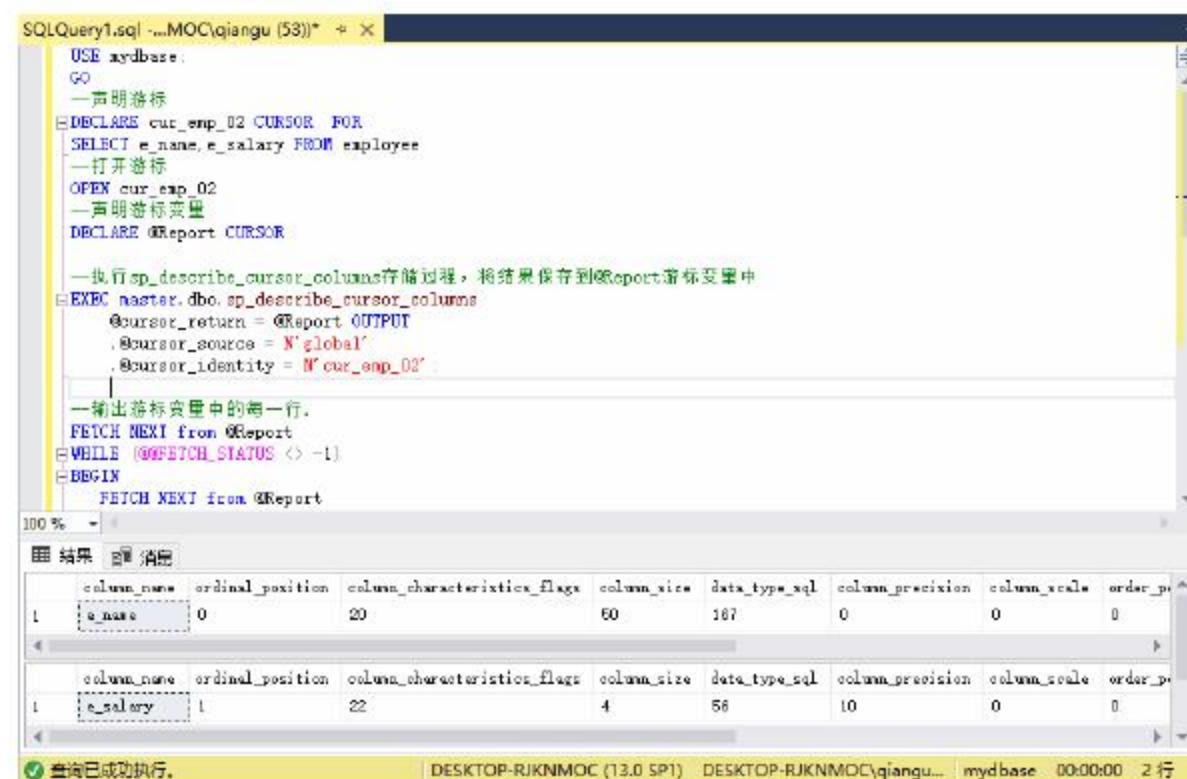 SQLQuery1.sql -...MOC\qiangu (53))*
USE mydbase;
GO
--声明游标
DECLARE cur_emp_02 CURSOR FOR
SELECT e_name,e_salary FROM employee
--打开游标
OPEN cur_emp_02
--声明游标变量
DECLARE @Report CURSOR
--执行sp_describe_cursor_columns存储过程，将结果保存到@Report游标变量中
EXEC master.dbo.sp_describe_cursor_columns
@cursor_return = @Report OUTPUT
,@cursor_source = N'global'
,@cursor_identity = N'cur_emp_02';
--输出游标变量中的每一行.
FETCH NEXT from @Report
WHILE (@@FETCH_STATUS <> -1)
BEGIN
FETCH NEXT from @Report
100 %
结果 消息
column_name ordinal_position column_characteristics_flags column_size data_type_sql column_precision column_scale order_p
1 e_name 0 20 50 167 0 0 0
column_name ordinal_position column_characteristics_flags column_size data_type_sql column_precision column_scale order_p
1 e_salary 1 22 4 56 10 0 0
查询已成功执行。 DESKTOP-RJKNMOC (13.0 SP1) DESKTOP-RJKNMOC\qiangu... mydbase 00:00:00 2 行